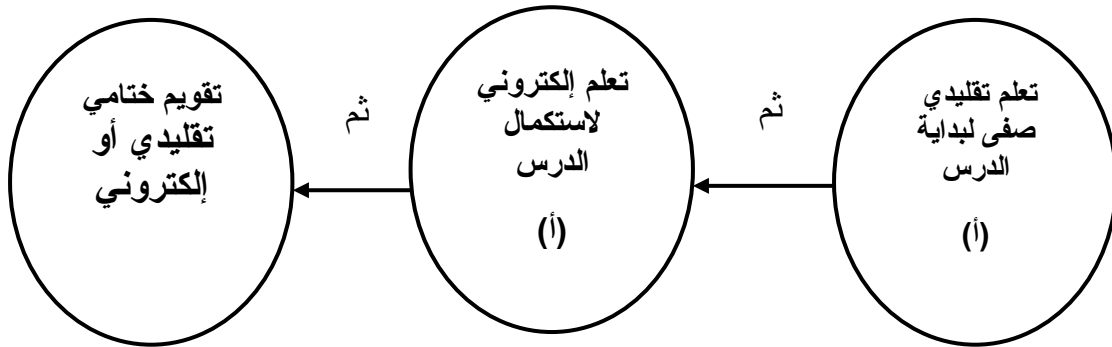 تعلم تقليدي
صفى لبداية
الدرس
(أ)
ثم
تعلم إلكتروني
لاستكمال
الدرس
(أ)
ثم
تقويم ختامي
تقليدي أو
إلكتروني